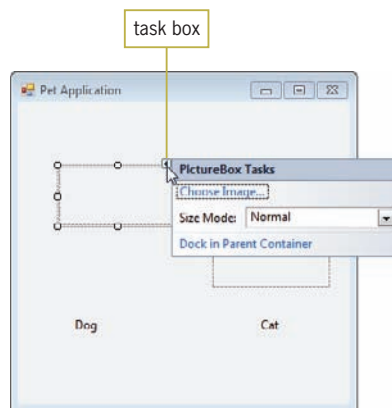 task box
Pet Application
PictureBox Tasks
Choose Image...
Size Mode: Normal
Dock in Parent Container
Dog Cat